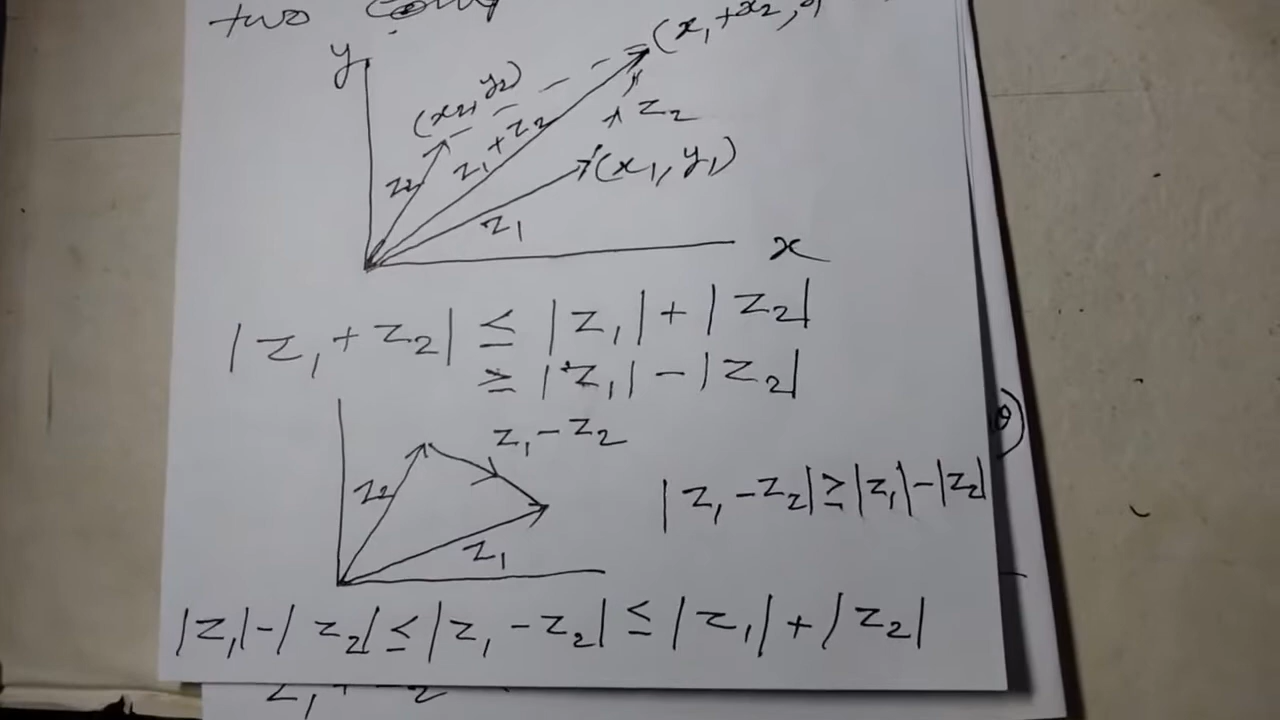 two
y
(x₁+x₂,
(x₂, y₂)
z₁+z₂
+ z₂
z₂
(x₁, y₁)
z₁
x
|z₁+z₂| ≤ |z₁|+|z₂|
≥ |z₁|-|z₂|
z₁-z₂
z₂
|z₁-z₂|≥|z₁|-|z₂|
z₁
|z₁|-|z₂| ≤ |z₁-z₂| ≤ |z₁|+|z₂|
θ)